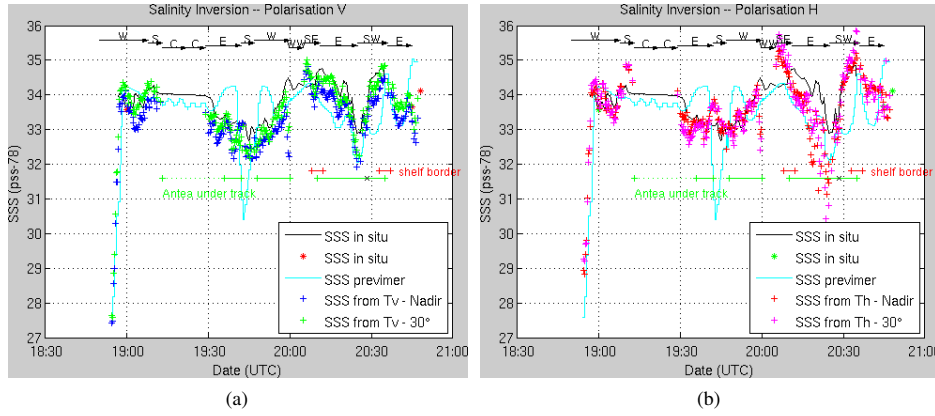 Salinity Inversion -- Polarisation V
W S C C E S W WW SE E S W E
SSS (pss-78)
36
35
34
33
32
31
30
29
28
27
shelf border
Antea under track
SSS in situ
SSS in situ
SSS previmer
SSS from Tv - Nadir
SSS from Tv - 30°
18:30 19:00 19:30 20:00 20:30 21:00
Date (UTC)
(a)
Salinity Inversion -- Polarisation H
W S C C E S W WW SE E S W E
SSS (pss-78)
36
35
34
33
32
31
30
29
28
27
shelf border
Antea under track
SSS in situ
SSS in situ
SSS previmer
SSS from Th - Nadir
SSS from Th - 30°
18:30 19:00 19:30 20:00 20:30 21:00
Date (UTC)
(b)